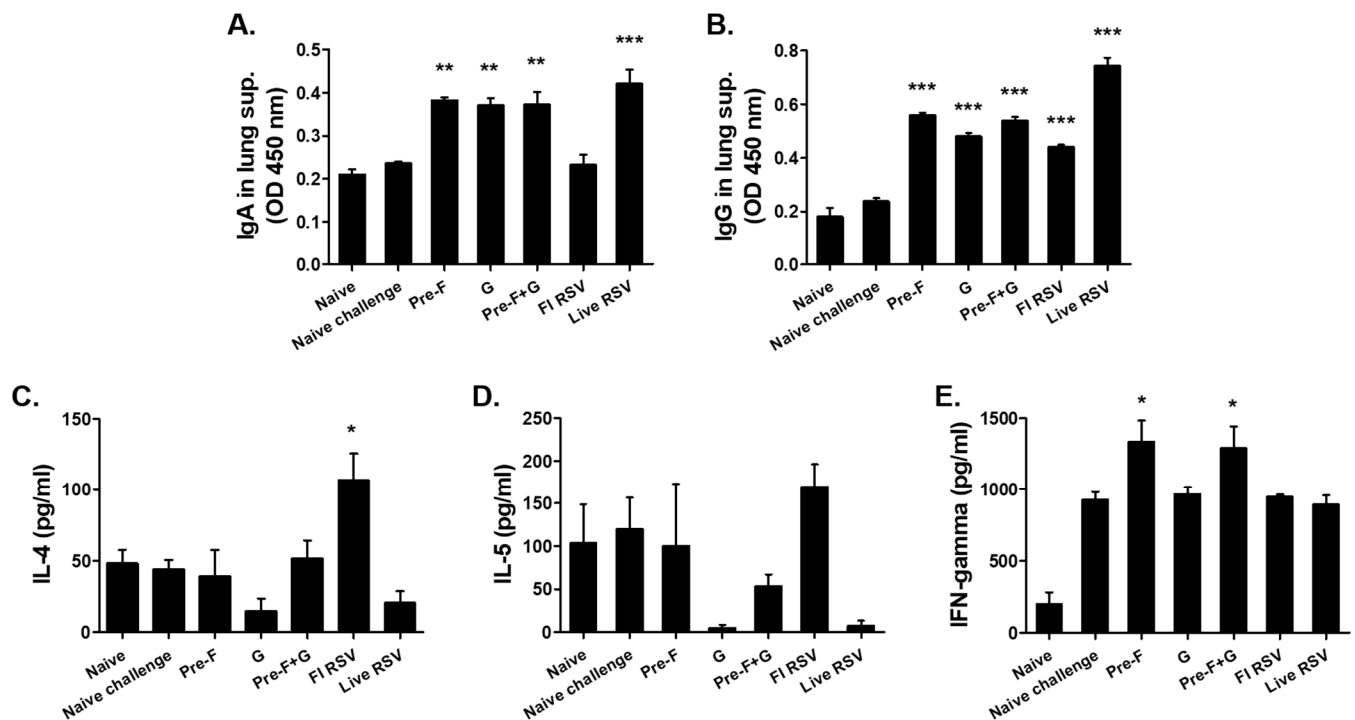 A.
IgA in lung sup.
(OD 450 nm)
0.5
0.4
0.3
0.2
0.1
0.0
** ** ** ***
Naive
Naive challenge
Pre-F
G
Pre-F+G
FI RSV
Live RSV
B.
IgG in lung sup.
(OD 450 nm)
0.8
0.6
0.4
0.2
0.0
*** *** *** *** ***
Naive
Naive challenge
Pre-F
G
Pre-F+G
FI RSV
Live RSV
C.
IL-4 (pg/ml)
150
100
50
0
*
Naive
Naive challenge
Pre-F
G
Pre-F+G
FI RSV
Live RSV
D.
IL-5 (pg/ml)
250
200
150
100
50
0
Naive
Naive challenge
Pre-F
G
Pre-F+G
FI RSV
Live RSV
E.
IFN-gamma (pg/ml)
1500
1000
500
0
* *
Naive
Naive challenge
Pre-F
G
Pre-F+G
FI RSV
Live RSV